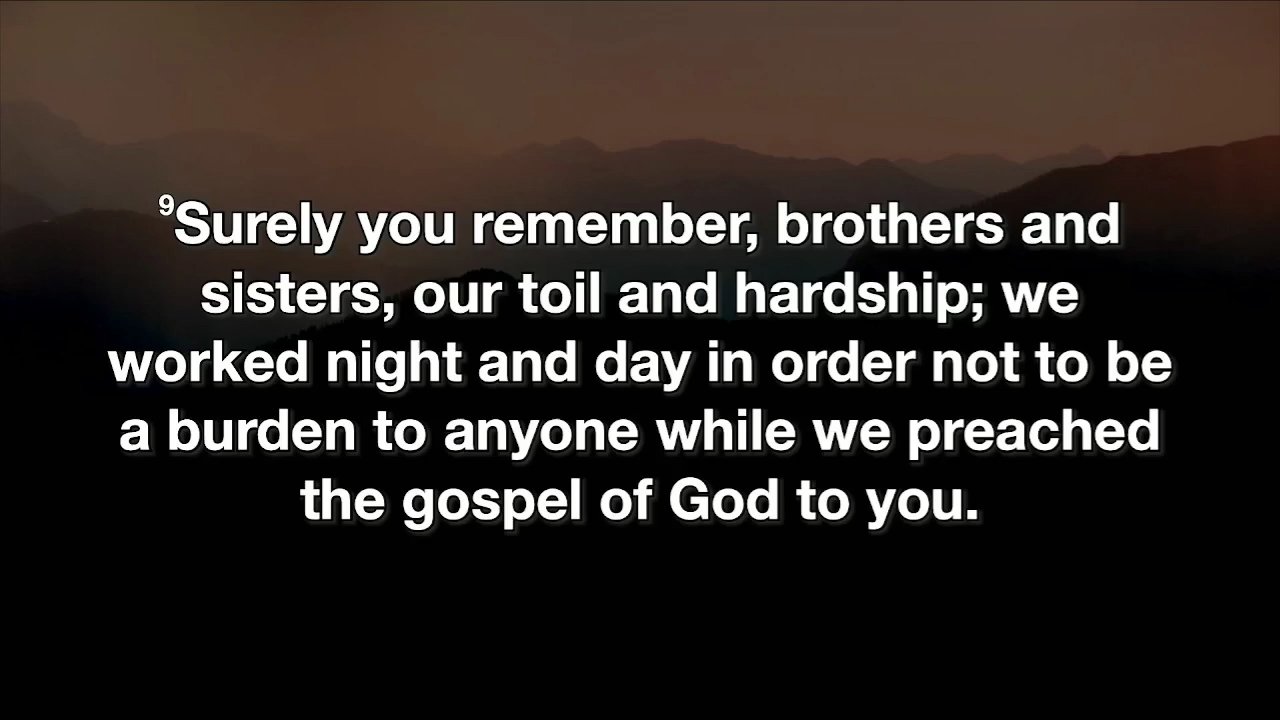 ⁹Surely you remember, brothers and
sisters, our toil and hardship; we
worked night and day in order not to be
a burden to anyone while we preached
the gospel of God to you.